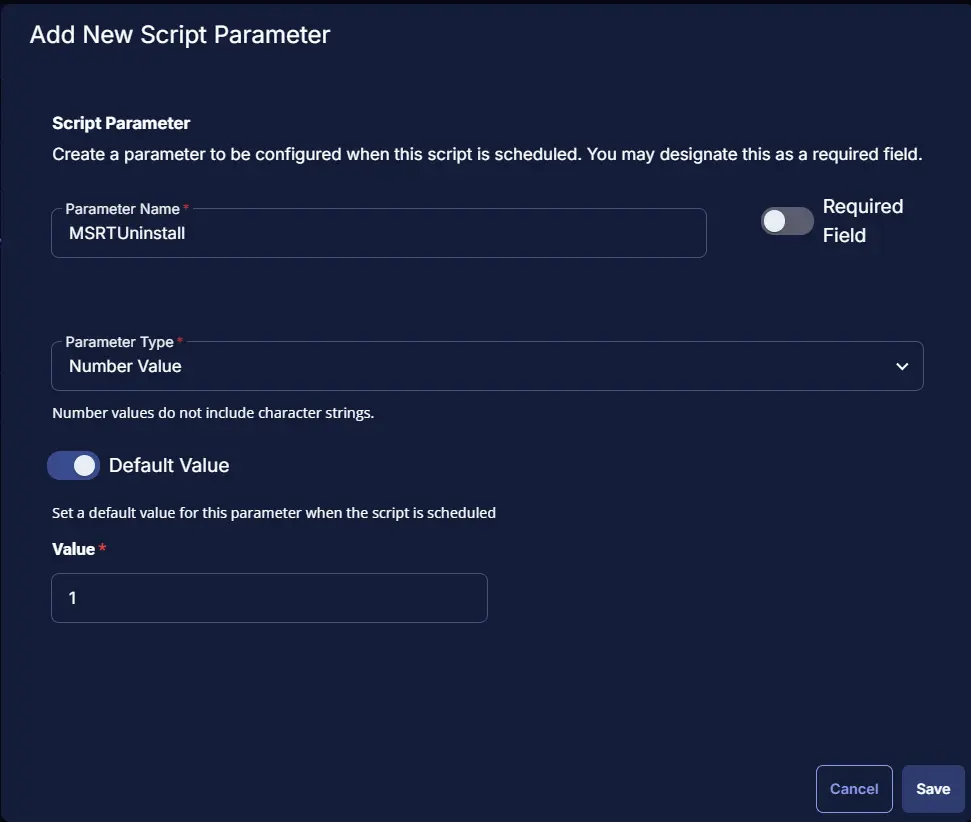 Add New Script Parameter
Script Parameter
Create a parameter to be configured when this script is scheduled. You may designate this as a required field.
Parameter Name *
MSRTUninstall
Required
Field
Parameter Type *
Number Value
Number values do not include character strings.
Default Value
Set a default value for this parameter when the script is scheduled
Value *
1
Cancel
Save